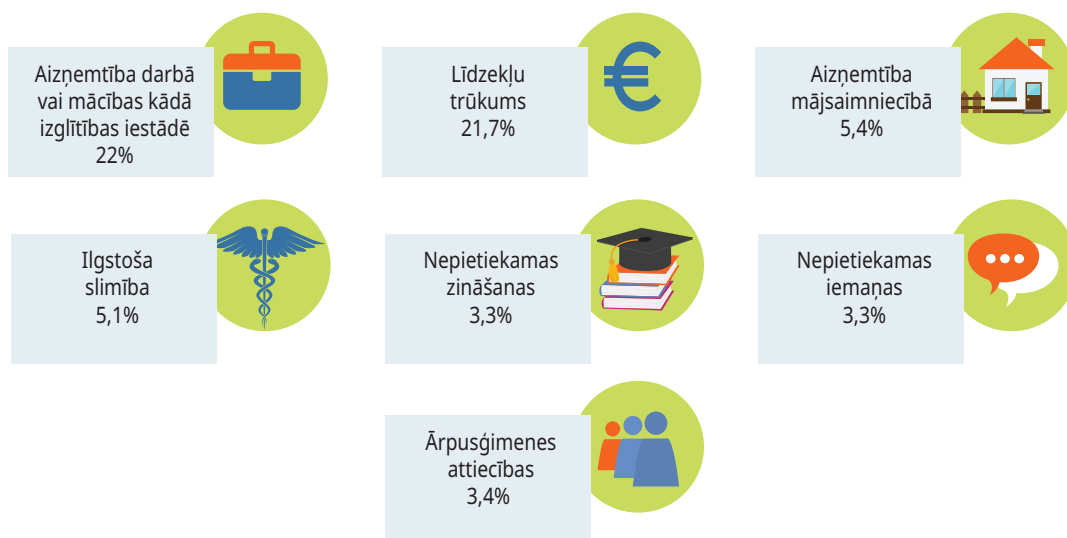 Aizņemtība darbā
vai mācības kādā
izglītības iestādē
22%
Līdzekļu
trūkums
21,7%
Aizņemtība
mājsaimniecībā
5,4%
Ilgstoša
slimība
5,1%
Nepietiekamas
zināšanas
3,3%
Nepietiekamas
iemaņas
3,3%
Ārpusģimenes
attiecības
3,4%